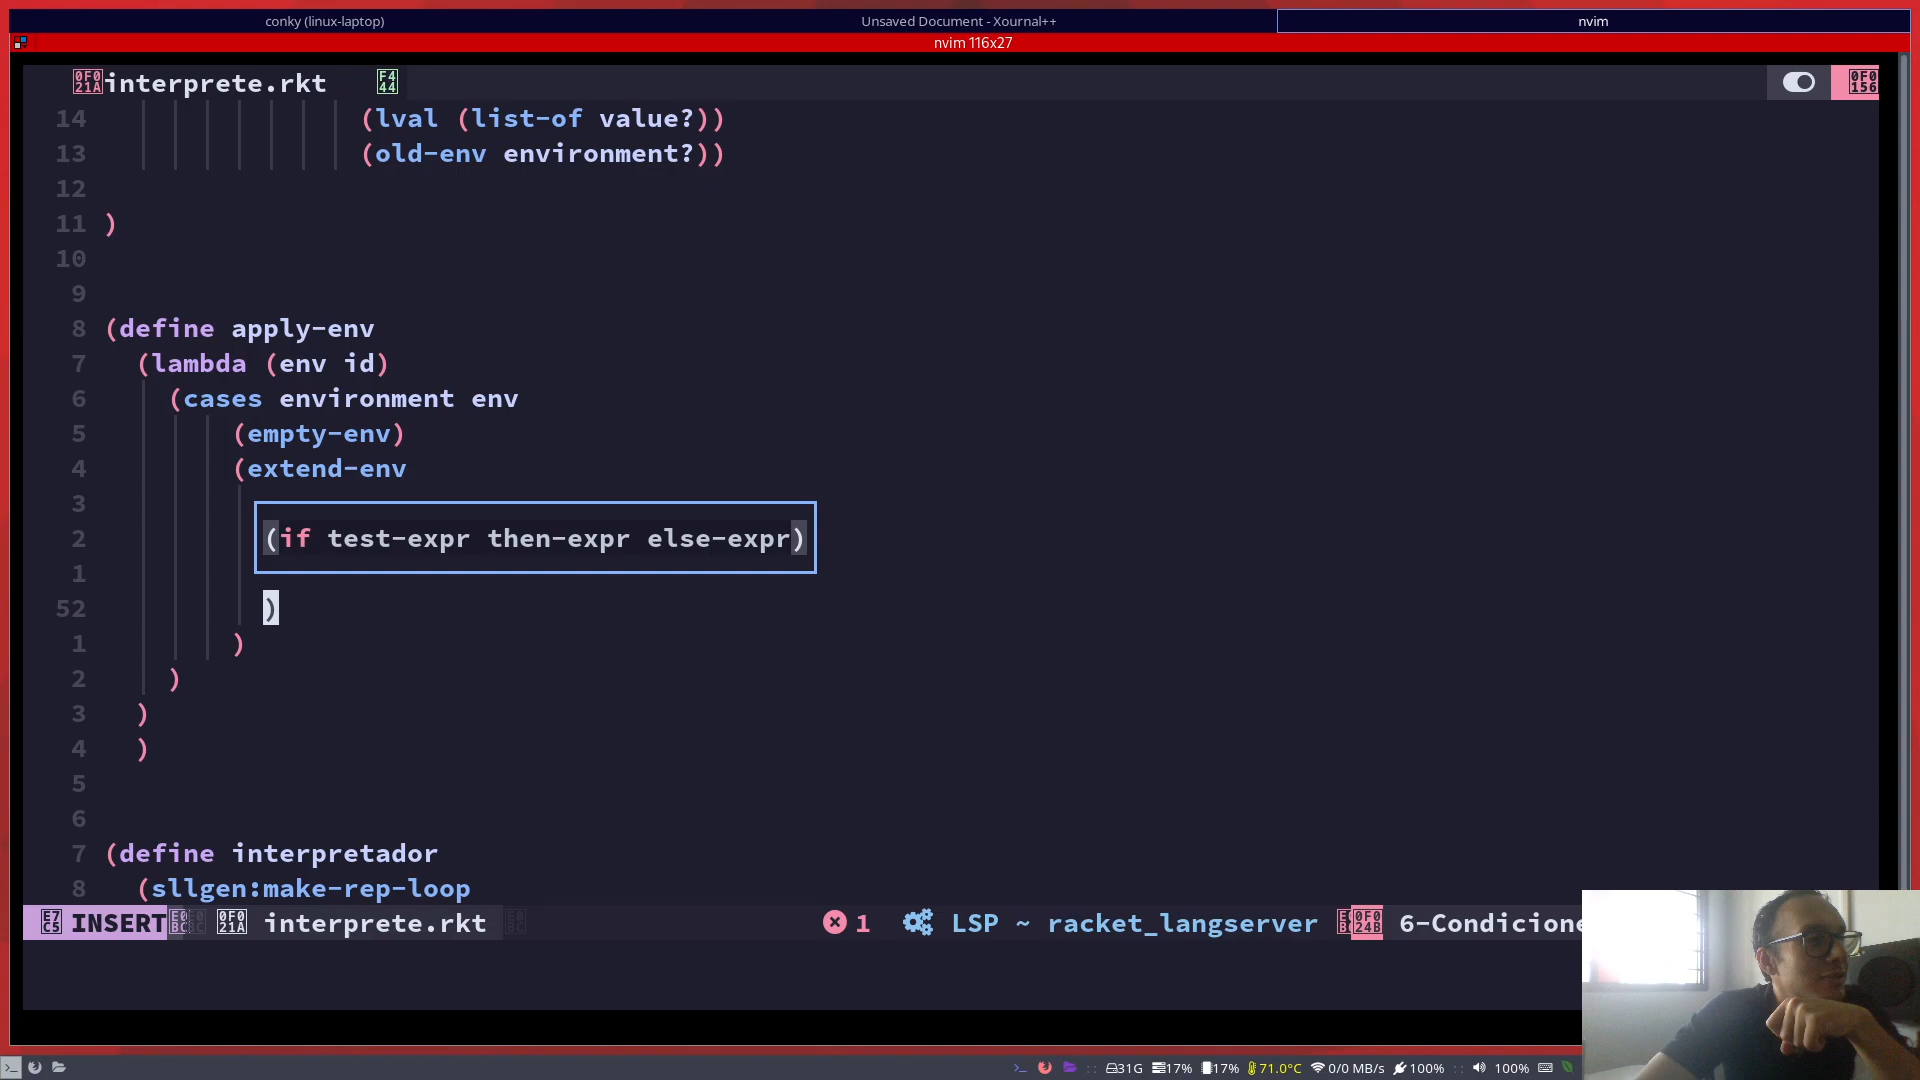 conky (linux-laptop)
Unsaved Document - Xournal++
nvim
nvim 116x27
interprete.rkt
14 (lval (list-of value?))
13 (old-env environment?))
12
11 )
10
9
8 (define apply-env
7 (lambda (env id)
6 (cases environment env
5 (empty-env)
4 (extend-env
3
2 (if test-expr then-expr else-expr)
1
52 )
1 )
2 )
3 )
4 )
5
6
7 (define interpretador
8 (sllgen:make-rep-loop
INSERT interprete.rkt 1 LSP ~ racket_langserver 6-Condicione
31G 17% 17% 71.0°C 0/0 MB/s 100% 100%